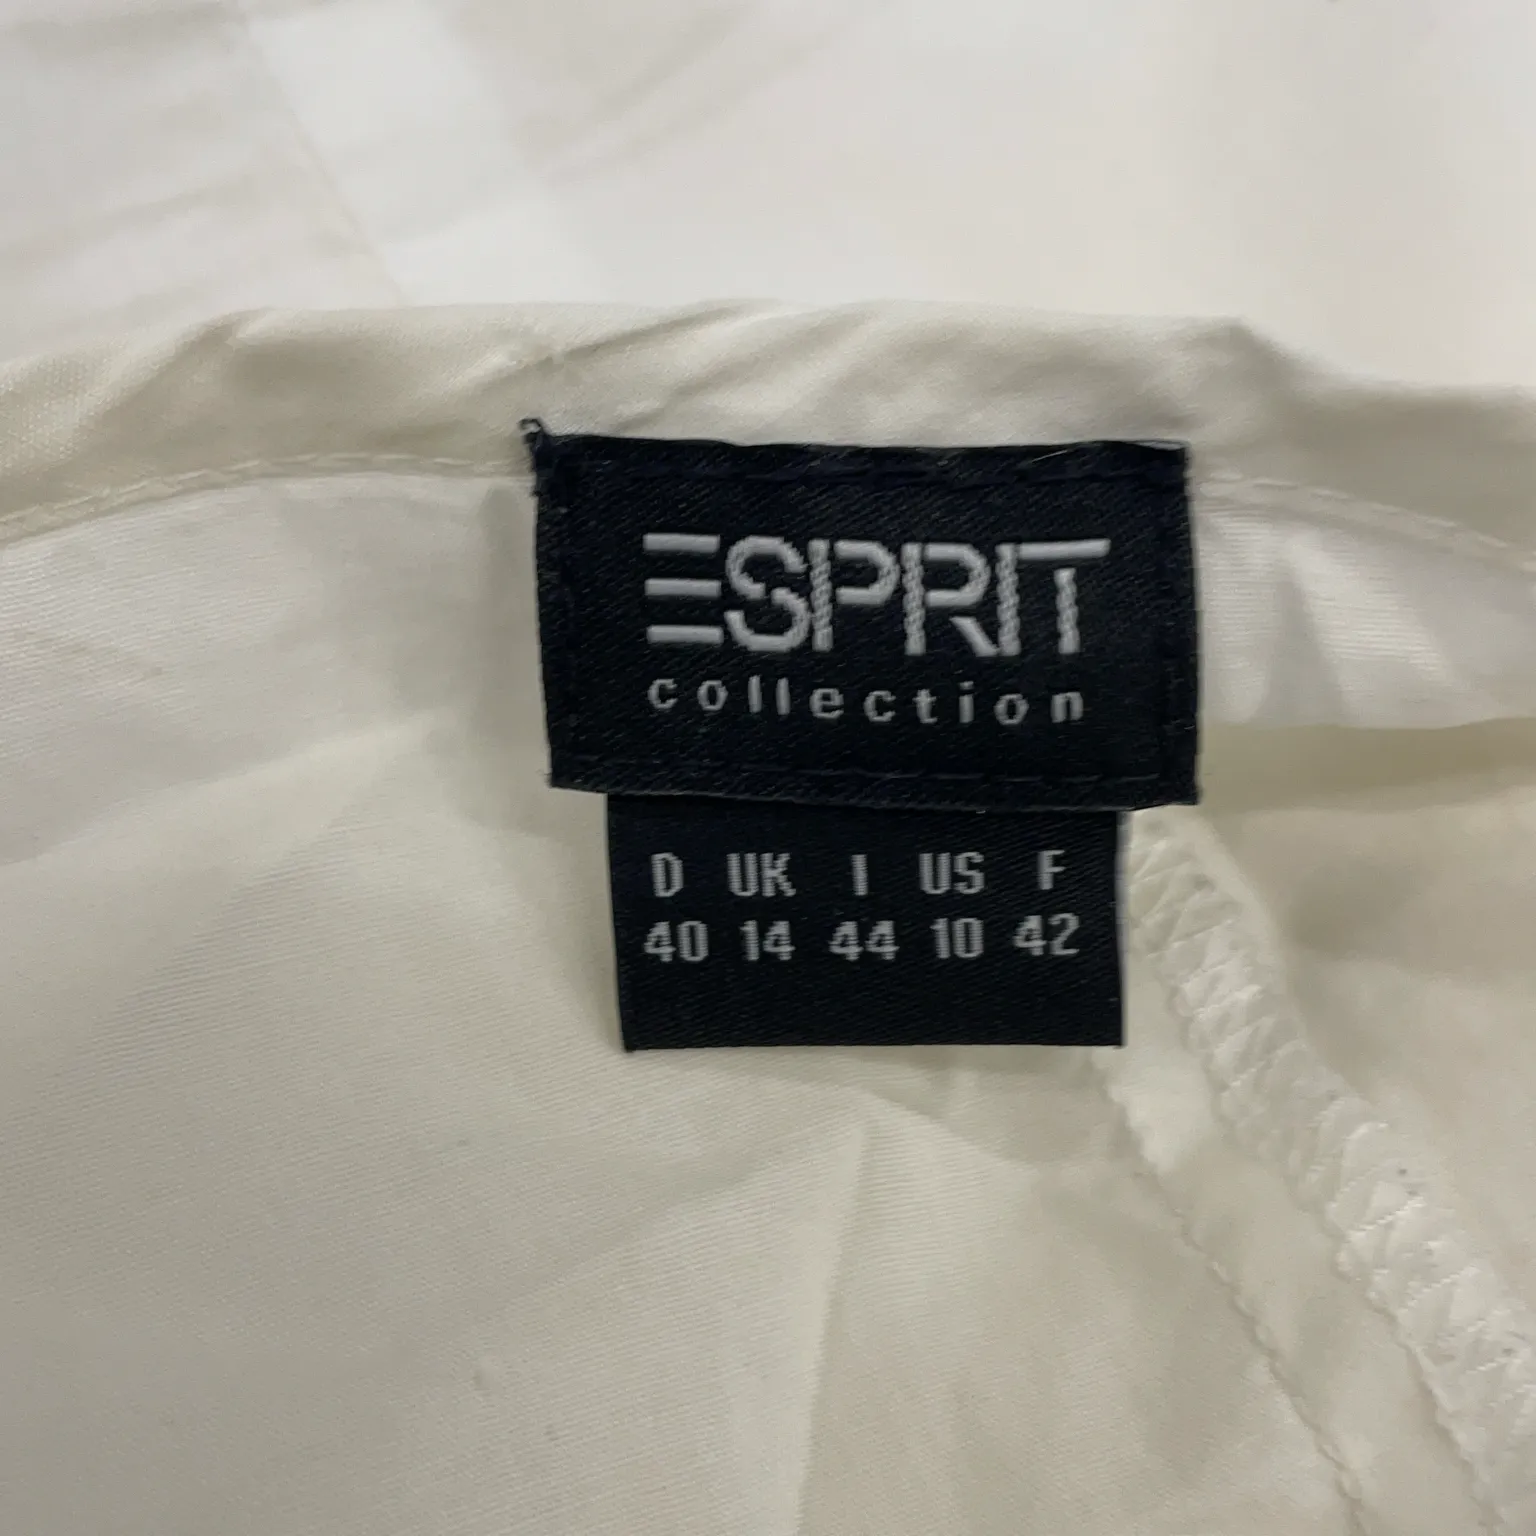 ESPRIT
collection
D UK I US F
40 14 44 10 42